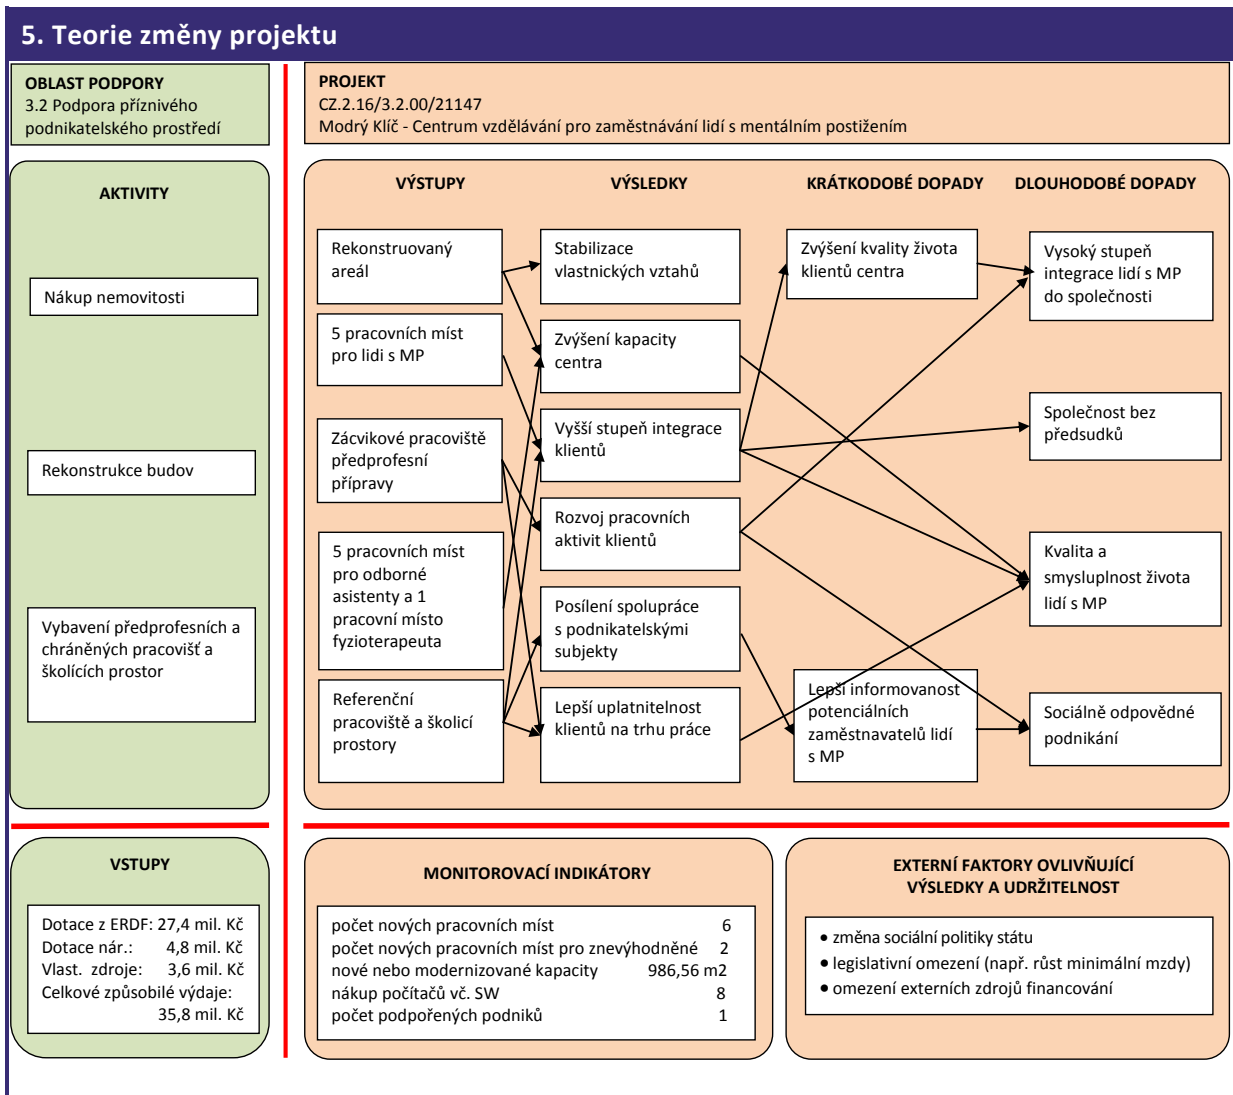 5. Teorie změny projektu
OBLAST PODPORY
3.2 Podpora příznivého
podnikatelského prostředí
PROJEKT
CZ.2.16/3.2.00/21147
Modrý Klíč - Centrum vzdělávání pro zaměstnávání lidí s mentálním postižením
AKTIVITY
Nákup nemovitosti
Rekonstrukce budov
Vybavení předprofesních a
chráněných pracovišť a
školících prostor
VÝSTUPY
Rekonstruovaný
areál
5 pracovních míst
pro lidi s MP
Zácvikové pracoviště
předprofesní
přípravy
5 pracovních míst
pro odborné
asistenty a 1
pracovní místo
fyzioterapeuta
Referenční
pracoviště a školicí
prostory
VÝSLEDKY
Stabilizace
vlastnických vztahů
Zvýšení kapacity
centra
Vyšší stupeň integrace
klientů
Rozvoj pracovních
aktivit klientů
Posílení spolupráce
s podnikatelskými
subjekty
Lepší uplatnitelnost
klientů na trhu práce
KRÁTKODOBÉ DOPADY
Zvýšení kvality života
klientů centra
Lepší informovanost
potenciálních
zaměstnavatelů lidí
s MP
DLOUHODOBÉ DOPADY
Vysoký stupeň
integrace lidí s MP
do společnosti
Společnost bez
předsudků
Kvalita a
smysluplnost života
lidí s MP
Sociálně odpovědné
podnikání
VSTUPY
Dotace z ERDF: 27,4 mil. Kč
Dotace nár.: 4,8 mil. Kč
Vlast. zdroje: 3,6 mil. Kč
Celkové způsobilé výdaje:
35,8 mil. Kč
MONITOROVACÍ INDIKÁTORY
počet nových pracovních míst 6
počet nových pracovních míst pro znevýhodněné 2
nové nebo modernizované kapacity 986,56 m2
nákup počítačů vč. SW 8
počet podpořených podniků 1
EXTERNÍ FAKTORY OVLIVŇUJÍCÍ
VÝSLEDKY A UDRŽITELNOST
• změna sociální politiky státu
• legislativní omezení (např. růst minimální mzdy)
• omezení externích zdrojů financování